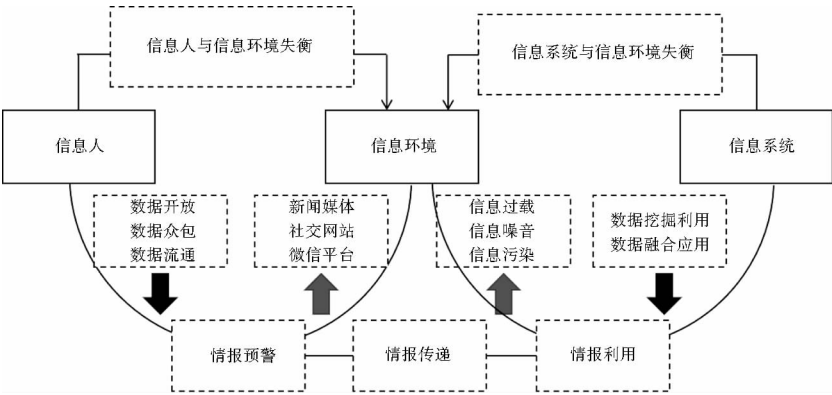 信息人与信息环境失衡
信息系统与信息环境失衡
信息人
信息环境
信息系统
数据开放
数据众包
数据流通
新闻媒体
社交网站
微信平台
信息过载
信息噪音
信息污染
数据挖掘利用
数据融合应用
情报预警
情报传递
情报利用